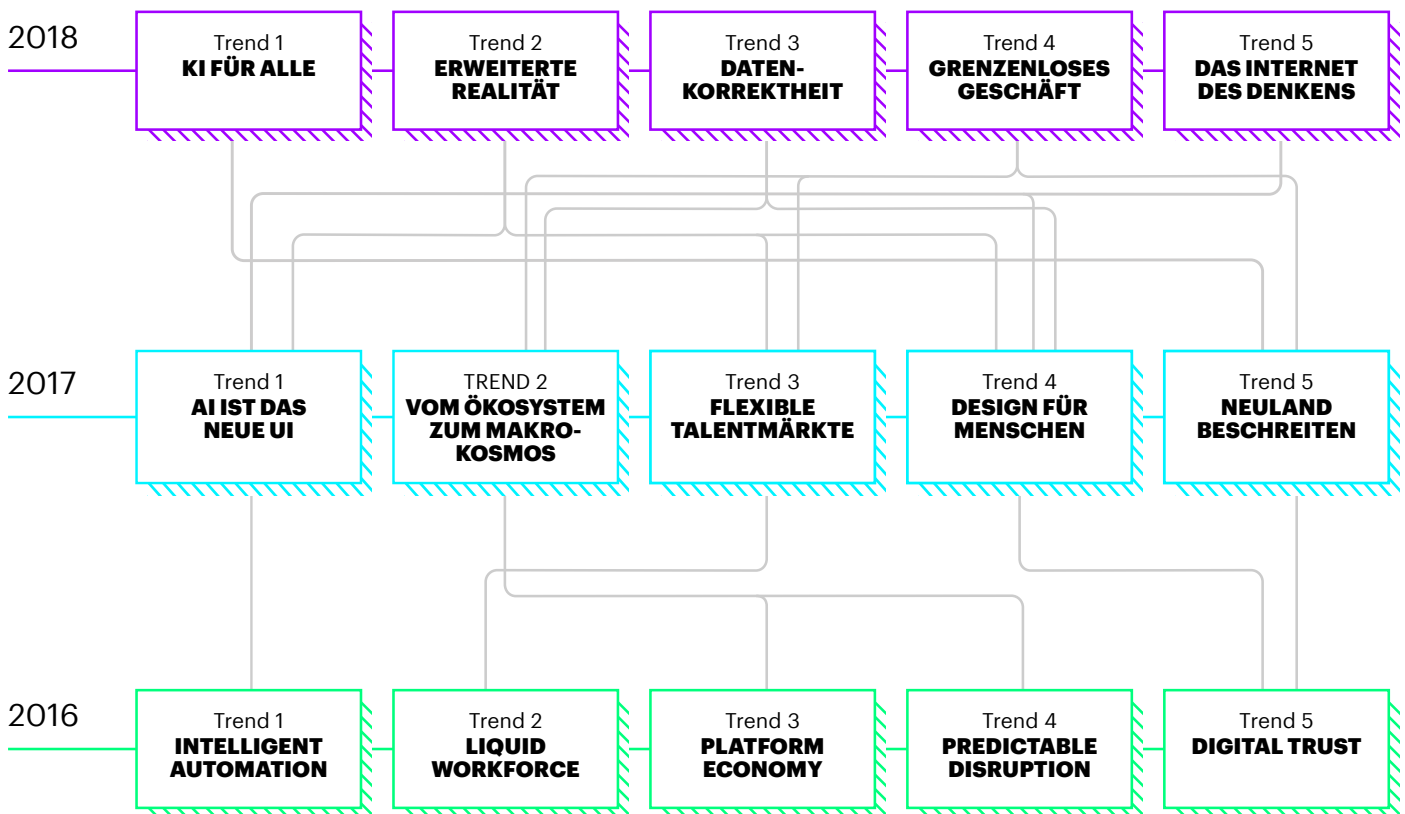 2018
Trend 1
KI FÜR ALLE
Trend 2
ERWEITERTE
REALITÄT
Trend 3
DATEN-
KORREKTHEIT
Trend 4
GRENZENLOSES
GESCHÄFT
Trend 5
DAS INTERNET
DES DENKENS
2017
Trend 1
AI IST DAS
NEUE UI
TREND 2
VOM ÖKOSYSTEM
ZUM MAKRO-
KOSMOS
Trend 3
FLEXIBLE
TALENTMÄRKTE
Trend 4
DESIGN FÜR
MENSCHEN
Trend 5
NEULAND
BESCHREITEN
2016
Trend 1
INTELLIGENT
AUTOMATION
Trend 2
LIQUID
WORKFORCE
Trend 3
PLATFORM
ECONOMY
Trend 4
PREDICTABLE
DISRUPTION
Trend 5
DIGITAL TRUST